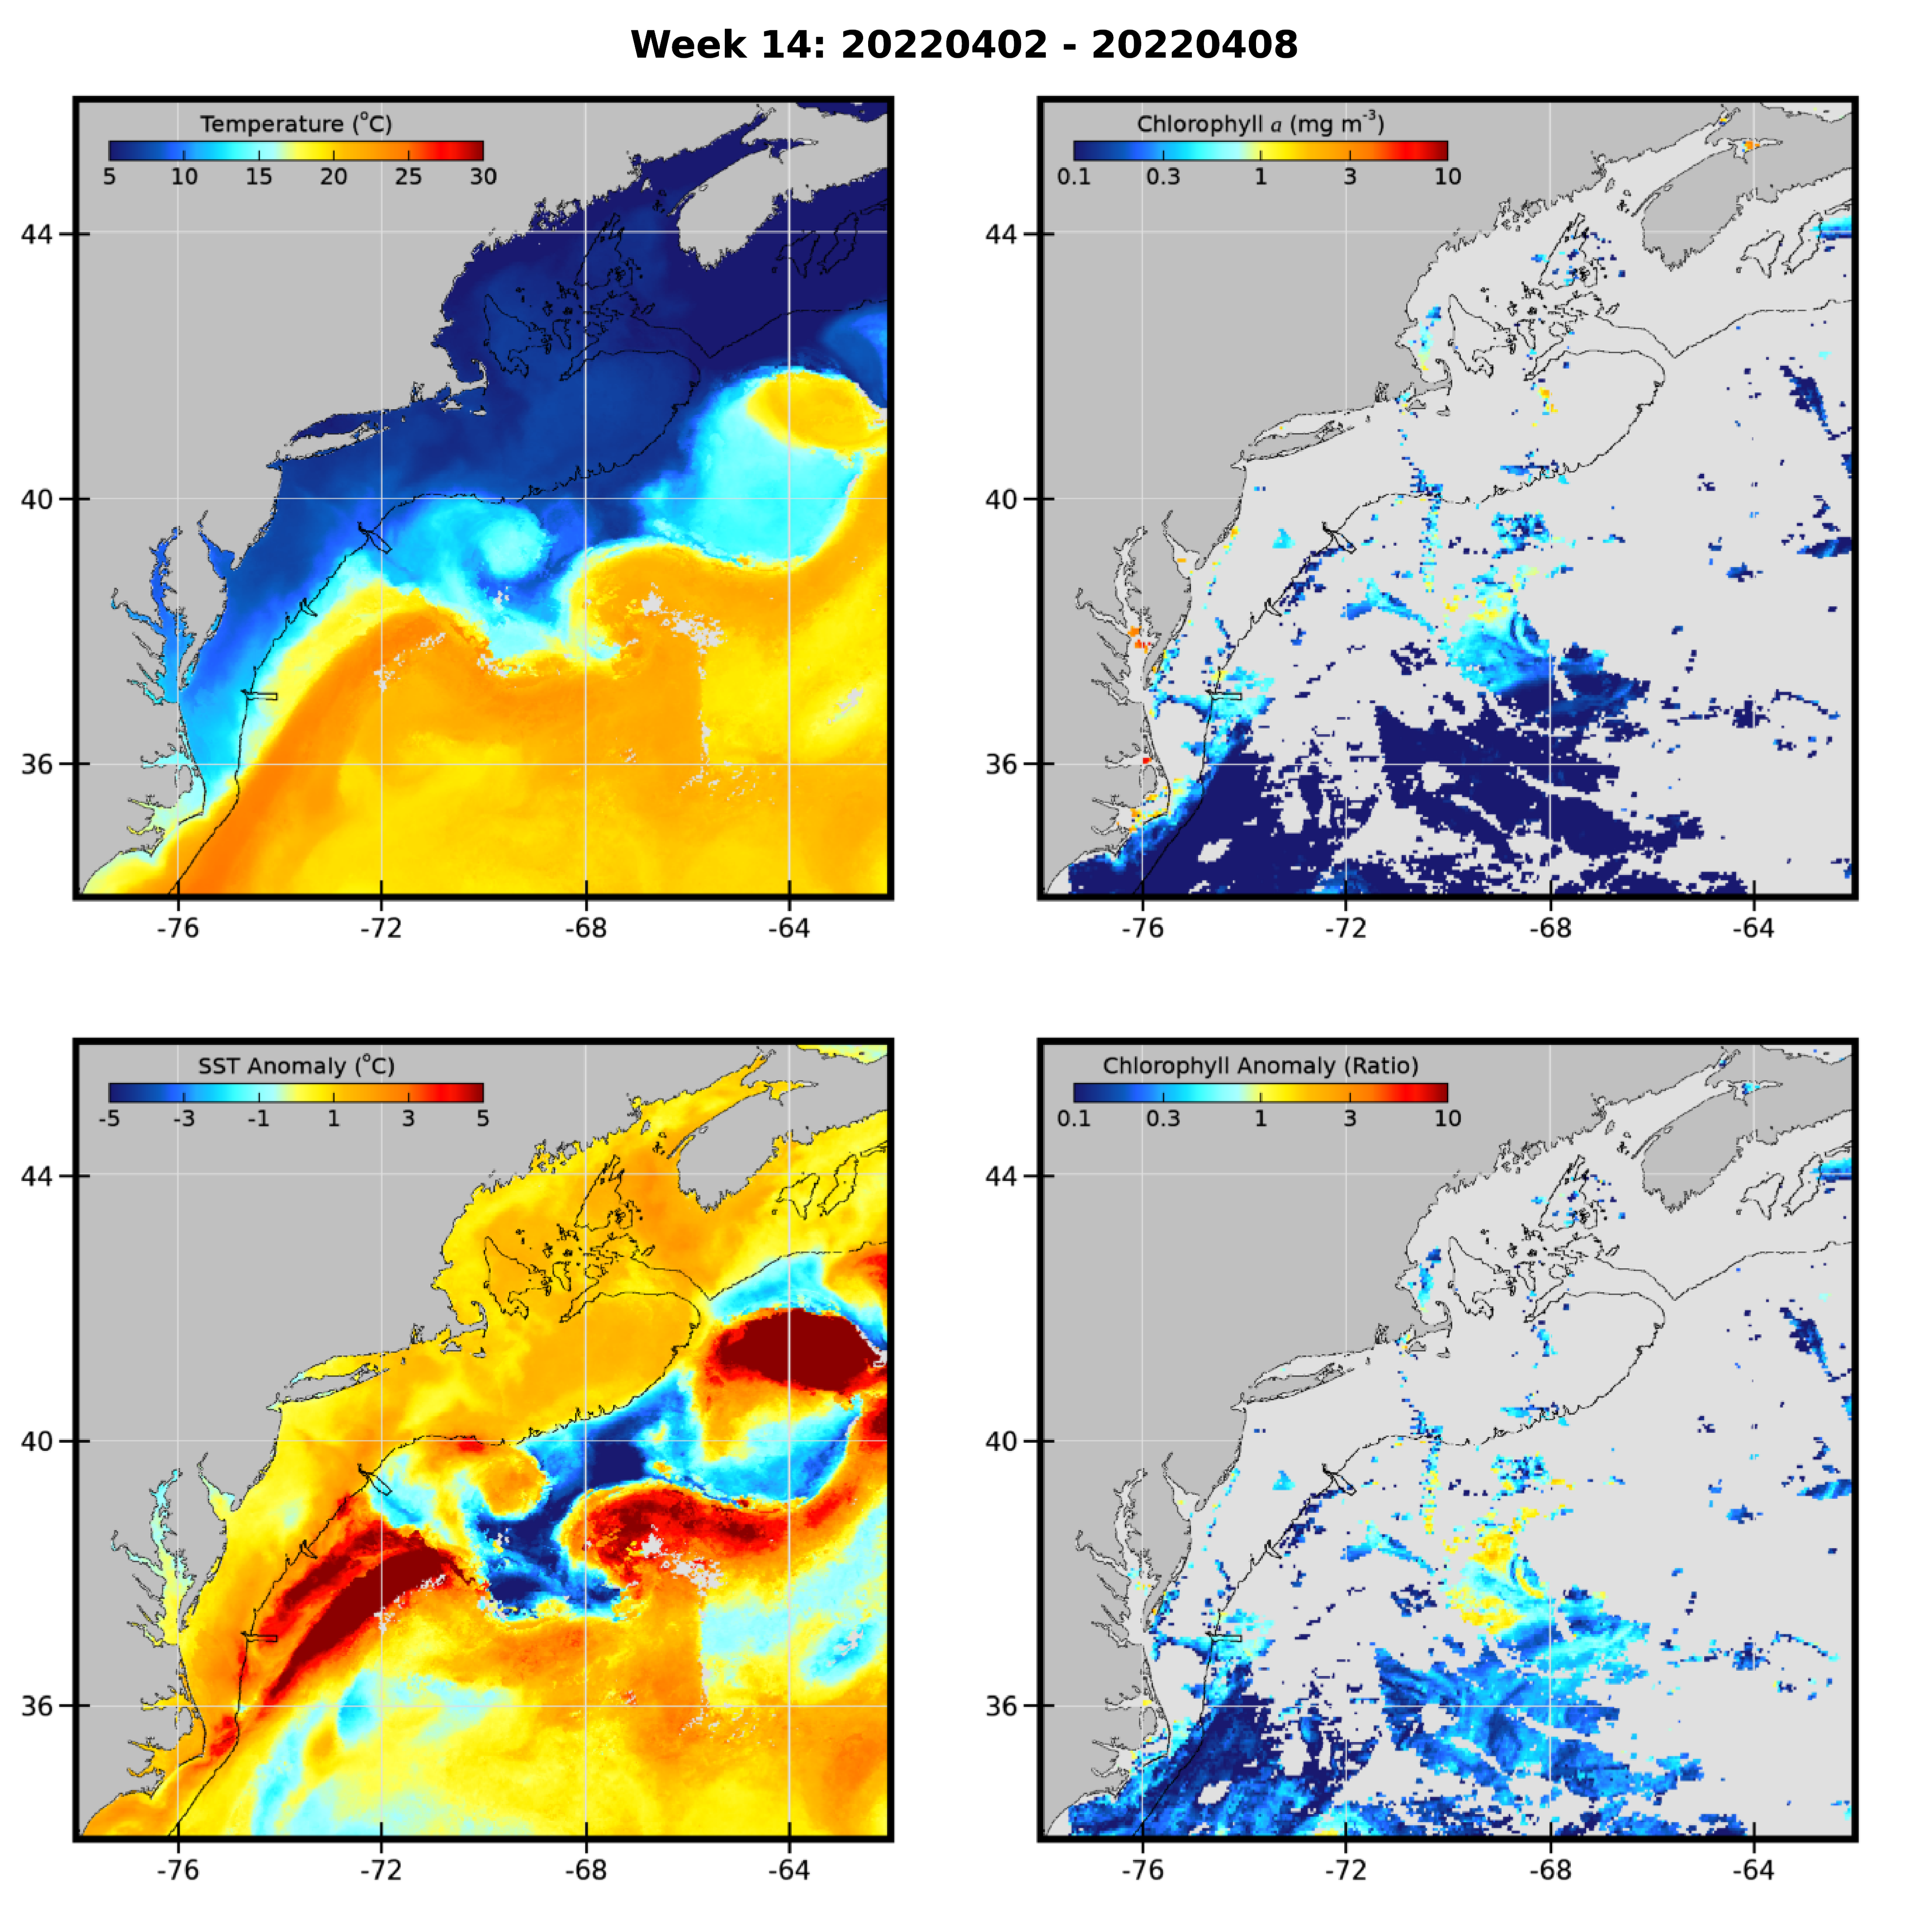 Week 14: 20220402 - 20220408
Temperature (°C)
5 10 15 20 25 30
44
40
36
-76 -72 -68 -64
Chlorophyll a (mg m⁻³)
0.1 0.3 1 3 10
44
40
36
-76 -72 -68 -64
SST Anomaly (°C)
-5 -3 -1 1 3 5
44
40
36
-76 -72 -68 -64
Chlorophyll Anomaly (Ratio)
0.1 0.3 1 3 10
44
40
36
-76 -72 -68 -64